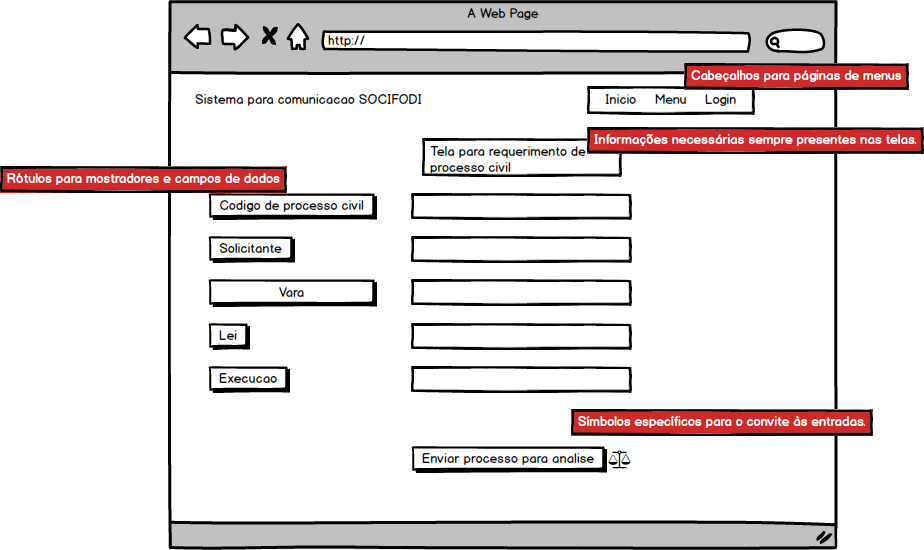 A Web Page
http://
Cabeçalhos para páginas de menus
Sistema para comunicacao SOCIFODI
Inicio Menu Login
Informações necessárias sempre presentes nas telas.
Tela para requerimento de
processo civil
Rótulos para mostradores e campos de dados
Codigo de processo civil
Solicitante
Vara
Lei
Execucao
Símbolos específicos para o convite às entradas.
Enviar processo para analise